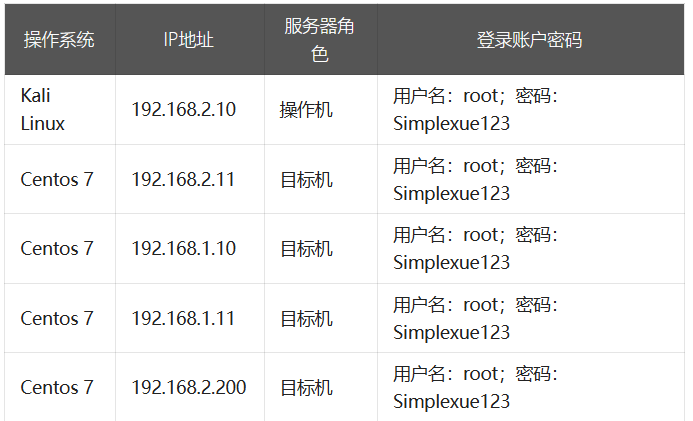 操作系统 IP地址 服务器角 登录账户密码
色
Kali 192.168.2.10 操作机 用户名：root；密码：
Linux Simplexue123
Centos 7 192.168.2.11 目标机 用户名：root；密码：
Simplexue123
Centos 7 192.168.1.10 目标机 用户名：root；密码：
Simplexue123
Centos 7 192.168.1.11 目标机 用户名：root；密码：
Simplexue123
Centos 7 192.168.2.200 目标机 用户名：root；密码：
Simplexue123